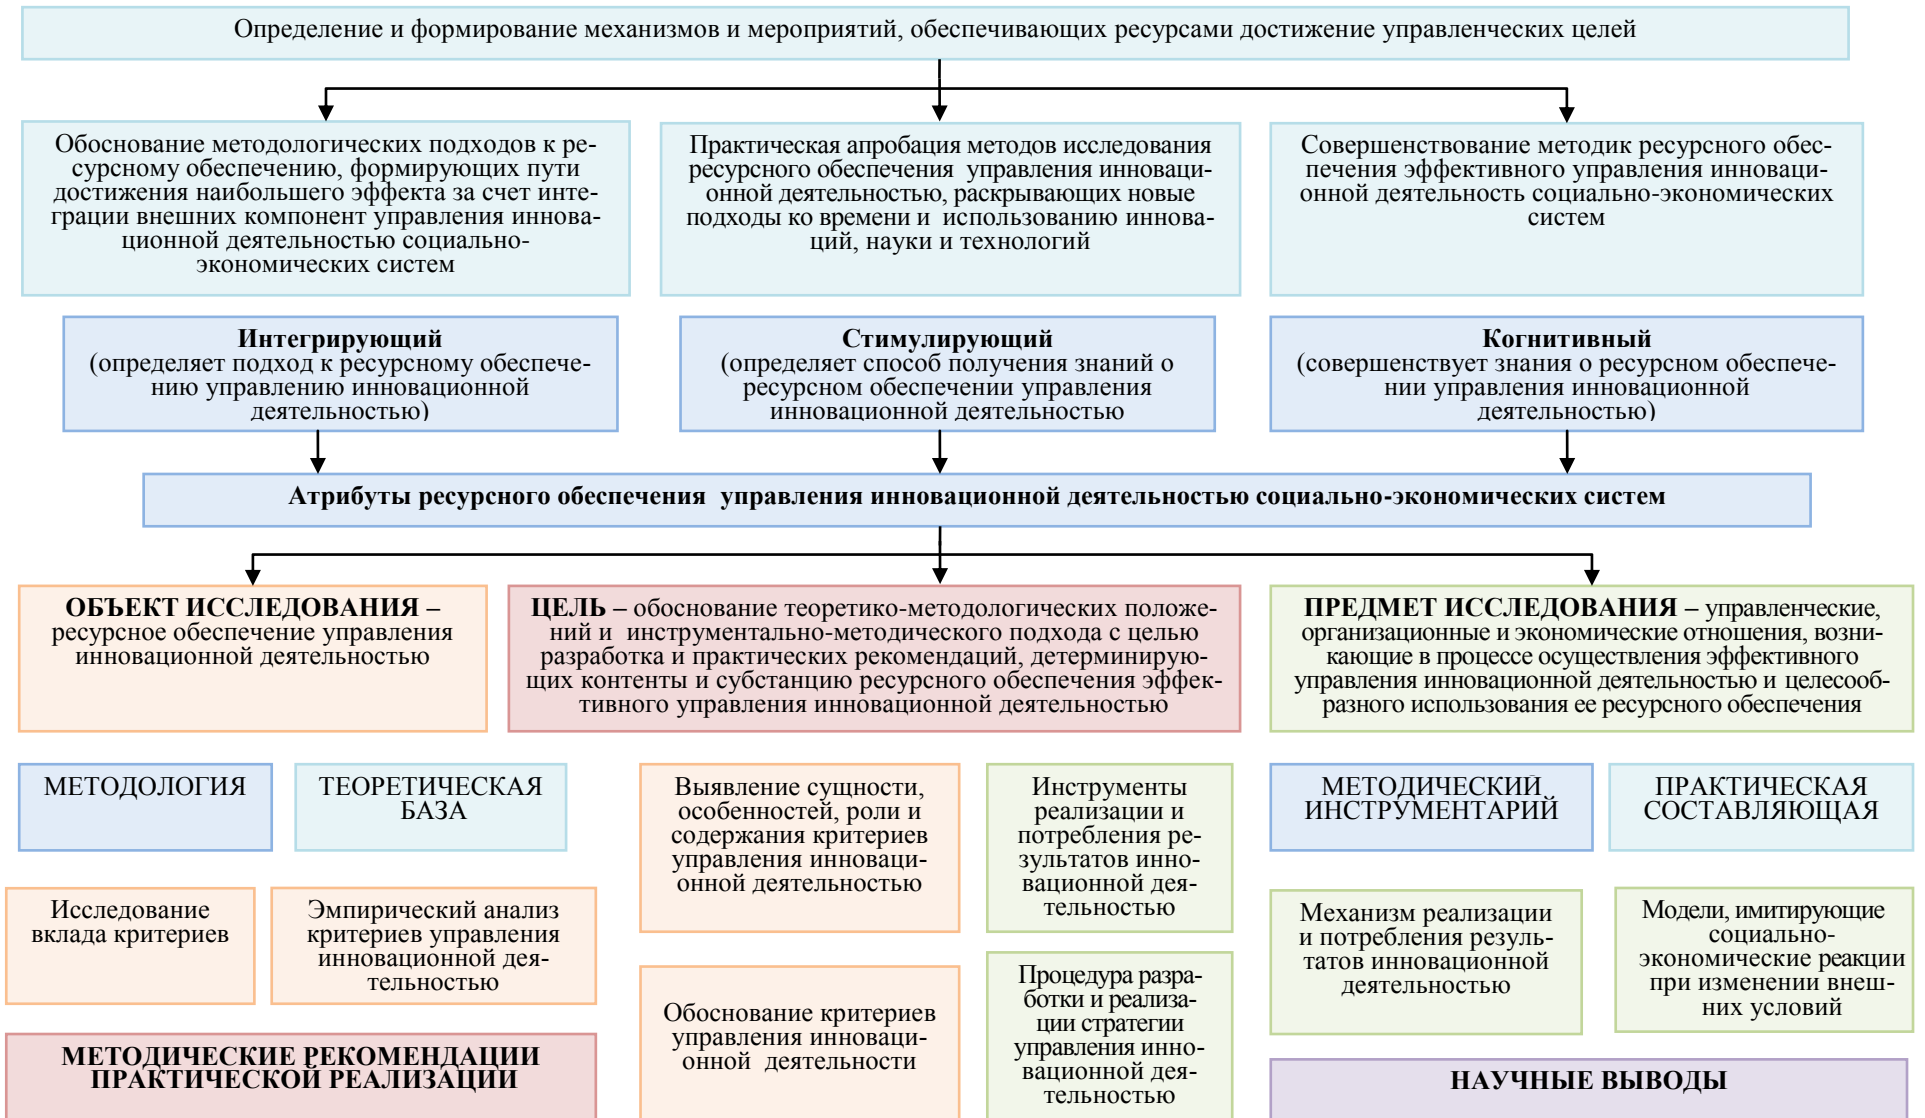 Определение и формирование механизмов и мероприятий, обеспечивающих ресурсами достижение управленческих целей
Обоснование методологических подходов к ре-
сурсному обеспечению, формирующих пути
достижения наибольшего эффекта за счет инте-
грации внешних компонент управления иннова-
ционной деятельностью социально-
экономических систем
Практическая апробация методов исследования
ресурсного обеспечения управления инноваци-
онной деятельностью, раскрывающих новые
подходы ко времени и использованию иннова-
ций, науки и технологий
Совершенствование методик ресурсного обес-
печения эффективного управления инноваци-
онной деятельность социально-экономических
систем
Интегрирующий
(определяет подход к ресурсному обеспече-
нию управлению инновационной
деятельностью)
Стимулирующий
(определяет способ получения знаний о
ресурсном обеспечении управления
инновационной деятельностью
Когнитивный
(совершенствует знания о ресурсном обеспече-
нии управления инновационной
деятельностью)
Атрибуты ресурсного обеспечения управления инновационной деятельностью социально-экономических систем
ОБЪЕКТ ИССЛЕДОВАНИЯ –
ресурсное обеспечение управления
инновационной деятельностью
ЦЕЛЬ – обоснование теоретико-методологических положе-
ний и инструментально-методического подхода с целью
разработка и практических рекомендаций, детерминирую-
щих контенты и субстанцию ресурсного обеспечения эффек-
тивного управления инновационной деятельностью
ПРЕДМЕТ ИССЛЕДОВАНИЯ – управленческие,
организационные и экономические отношения, возни-
кающие в процессе осуществления эффективного
управления инновационной деятельностью и целесооб-
разного использования ее ресурсного обеспечения
МЕТОДОЛОГИЯ
ТЕОРЕТИЧЕСКАЯ
БАЗА
Выявление сущности,
особенностей, роли и
содержания критериев
управления инноваци-
онной деятельностью
Инструменты
реализации и
потребления ре-
зультатов инно-
вационной дея-
тельностью
МЕТОДИЧЕСКИЙ
ИНСТРУМЕНТАРИЙ
ПРАКТИЧЕСКАЯ
СОСТАВЛЯЮЩАЯ
Исследование
вклада критериев
Эмпирический анализ
критериев управления
инновационной дея-
тельностью
Механизм реализации
и потребления резуль-
татов инновационной
деятельностью
Модели, имитирующие
социально-
экономические реакции
при изменении внеш-
них условий
Обоснование критериев
управления инноваци-
онной деятельности
Процедура разра-
ботки и реализа-
ции стратегии
управления инно-
вационной дея-
тельностью
МЕТОДИЧЕСКИЕ РЕКОМЕНДАЦИИ
ПРАКТИЧЕСКОЙ РЕАЛИЗАЦИИ
НАУЧНЫЕ ВЫВОДЫ